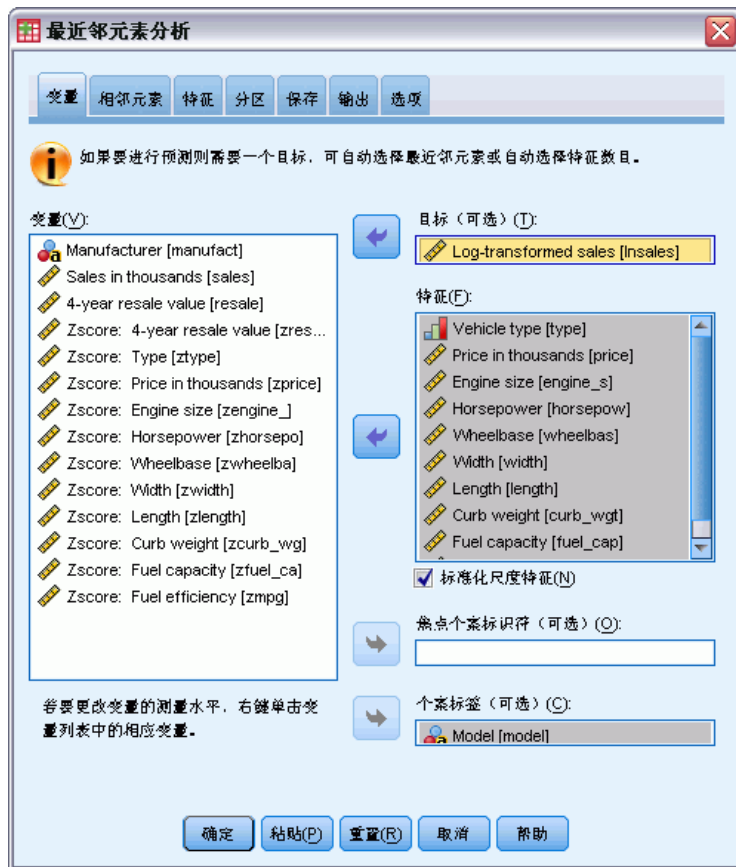 最近邻元素分析
变量 相邻元素 特征 分区 保存 输出 选项
如果要进行预测则需要一个目标，可自动选择最近邻元素或自动选择特征数目。
变量(V):
Manufacturer [manufact]
Sales in thousands [sales]
4-year resale value [resale]
Zscore: 4-year resale value [zres...
Zscore: Type [ztype]
Zscore: Price in thousands [zprice]
Zscore: Engine size [zengine_]
Zscore: Horsepower [zhorsepo]
Zscore: Wheelbase [zwheelba]
Zscore: Width [zwidth]
Zscore: Length [zlength]
Zscore: Curb weight [zcurb_wg]
Zscore: Fuel capacity [zfuel_ca]
Zscore: Fuel efficiency [zmpg]
若要更改变量的测量水平，右键单击变
量列表中的相应变量。
目标（可选）(T):
Log-transformed sales [lnsales]
特征(F):
Vehicle type [type]
Price in thousands [price]
Engine size [engine_s]
Horsepower [horsepow]
Wheelbase [wheelbas]
Width [width]
Length [length]
Curb weight [curb_wgt]
Fuel capacity [fuel_cap]
标准化尺度特征(N)
焦点个案标识符（可选）(O):
个案标签（可选）(C):
Model [model]
确定 粘贴(P) 重置(R) 取消 帮助